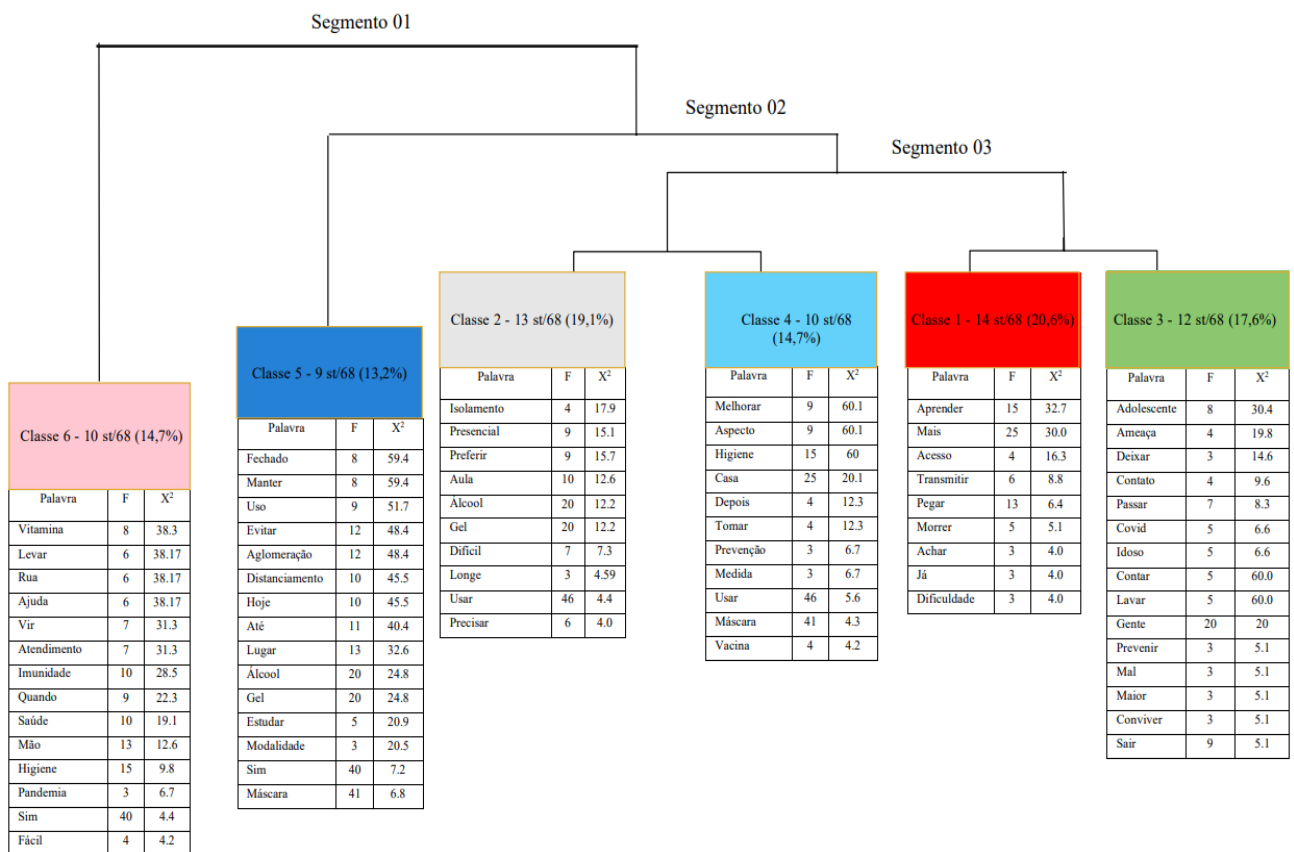 Segmento 01
Segmento 02
Segmento 03
Classe 6 - 10 st/68 (14,7%)
Palavra F X²
Vitamina 8 38.3
Levar 6 38.17
Rua 6 38.17
Ajuda 6 38.17
Vir 7 31.3
Atendimento 7 31.3
Imunidade 10 28.5
Quando 9 22.3
Saúde 10 19.1
Mão 13 12.6
Higiene 15 9.8
Pandemia 3 6.7
Sim 40 4.4
Fácil 4 4.2
Classe 5 - 9 st/68 (13,2%)
Palavra F X²
Fechado 8 59.4
Manter 8 59.4
Uso 9 51.7
Evitar 12 48.4
Aglomeração 12 48.4
Distanciamento 10 45.5
Hoje 10 45.5
Até 11 40.4
Lugar 13 32.6
Álcool 20 24.8
Gel 20 24.8
Estudar 5 20.9
Modalidade 3 20.5
Sim 40 7.2
Máscara 41 6.8
Classe 2 - 13 st/68 (19,1%)
Palavra F X²
Isolamento 4 17.9
Presencial 9 15.1
Preferir 9 15.7
Aula 10 12.6
Álcool 20 12.2
Gel 20 12.2
Difícil 7 7.3
Longe 3 4.59
Usar 46 4.4
Precisar 6 4.0
Classe 4 - 10 st/68
(14,7%)
Palavra F X²
Melhorar 9 60.1
Aspecto 9 60.1
Higiene 15 60
Casa 25 20.1
Depois 4 12.3
Tomar 4 12.3
Prevenção 3 6.7
Medida 3 6.7
Usar 46 5.6
Máscara 41 4.3
Vacina 4 4.2
Classe 1 - 14 st/68 (20,6%)
Palavra F X²
Aprender 15 32.7
Mais 25 30.0
Acesso 4 16.3
Transmitir 6 8.8
Pegar 13 6.4
Morrer 5 5.1
Achar 3 4.0
Já 3 4.0
Dificuldade 3 4.0
Classe 3 - 12 st/68 (17,6%)
Palavra F X²
Adolescente 8 30.4
Ameaça 4 19.8
Deixar 3 14.6
Contato 4 9.6
Passar 7 8.3
Covid 5 6.6
Idoso 5 6.6
Contar 5 60.0
Lavar 5 60.0
Gente 20 20
Prevenir 3 5.1
Mal 3 5.1
Maior 3 5.1
Conviver 3 5.1
Sair 9 5.1